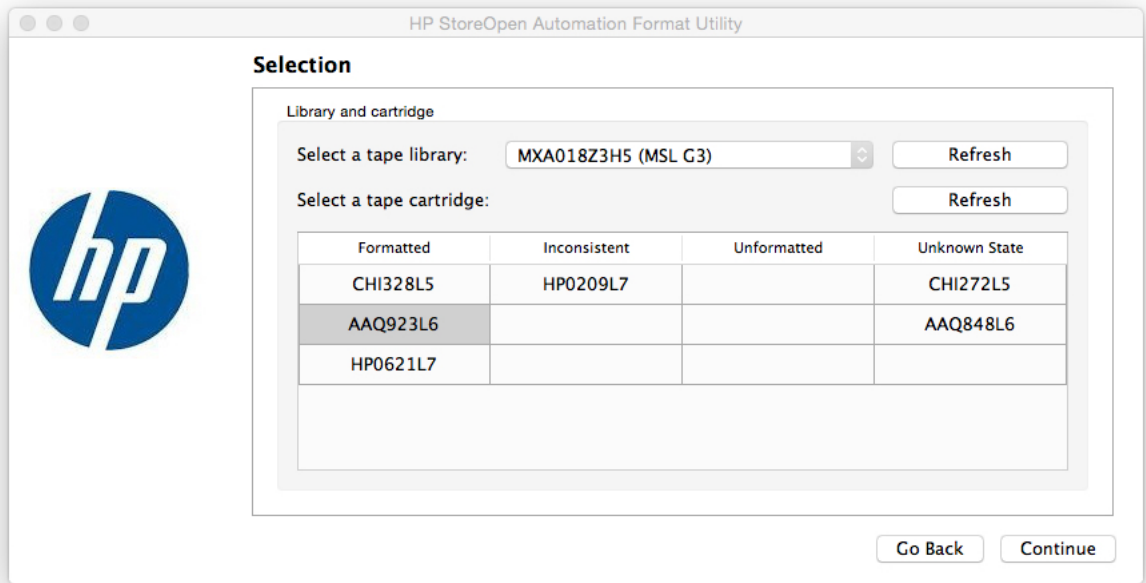 HP StoreOpen Automation Format Utility
Selection
Library and cartridge
Select a tape library: MXA018Z3H5 (MSL G3) Refresh
Select a tape cartridge: Refresh
hp
Formatted Inconsistent Unformatted Unknown State
CHI328L5 HP0209L7 CHI272L5
AAQ923L6 AAQ848L6
HP0621L7
Go Back Continue